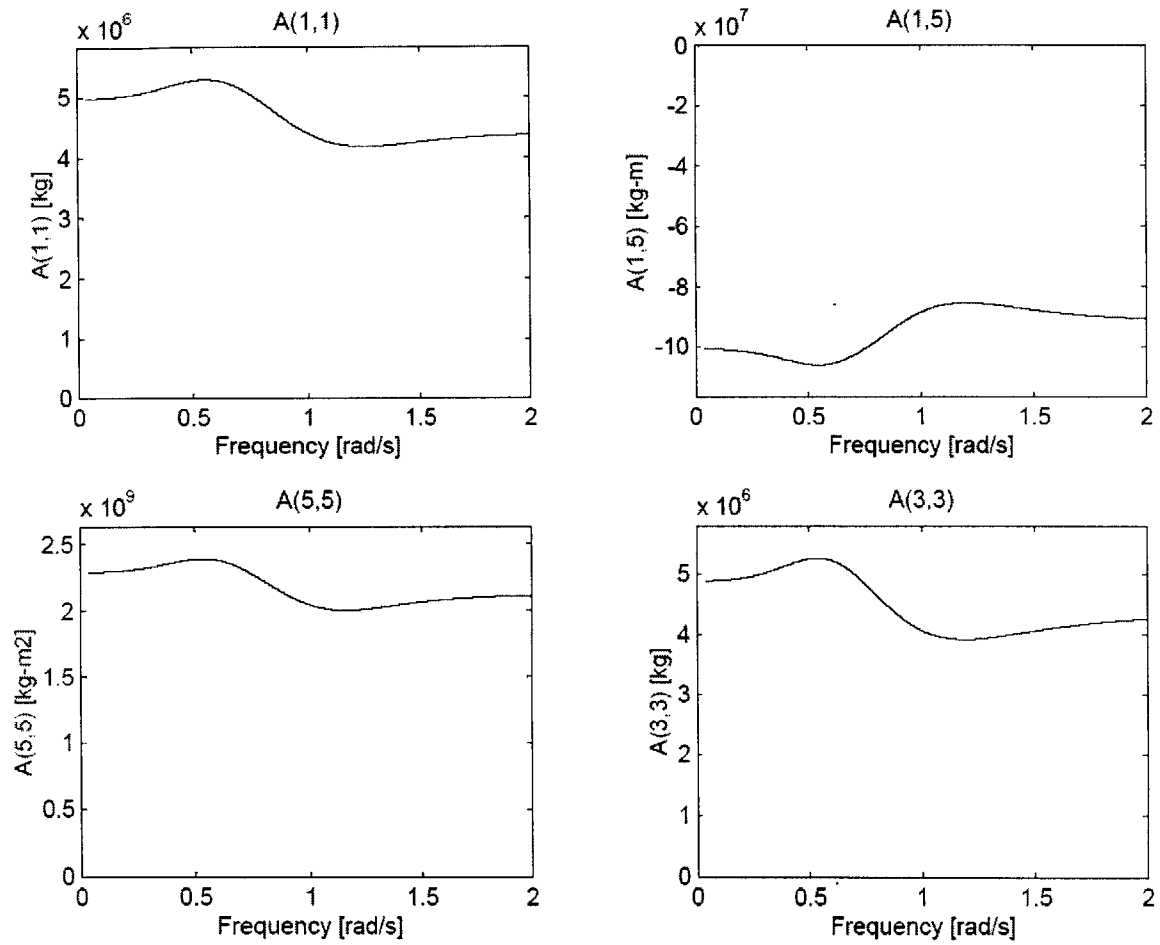 x 10^6
A(1,1)
A(1,1) [kg]
5
4
3
2
1
0
0 0.5 1 1.5 2
Frequency [rad/s]
x 10^7
A(1,5)
A(1,5) [kg-m]
0
-2
-4
-6
-8
-10
0 0.5 1 1.5 2
Frequency [rad/s]
x 10^9
A(5,5)
A(5,5) [kg-m2]
2.5
2
1.5
1
0.5
0
0 0.5 1 1.5 2
Frequency [rad/s]
x 10^6
A(3,3)
A(3,3) [kg]
5
4
3
2
1
0
0 0.5 1 1.5 2
Frequency [rad/s]